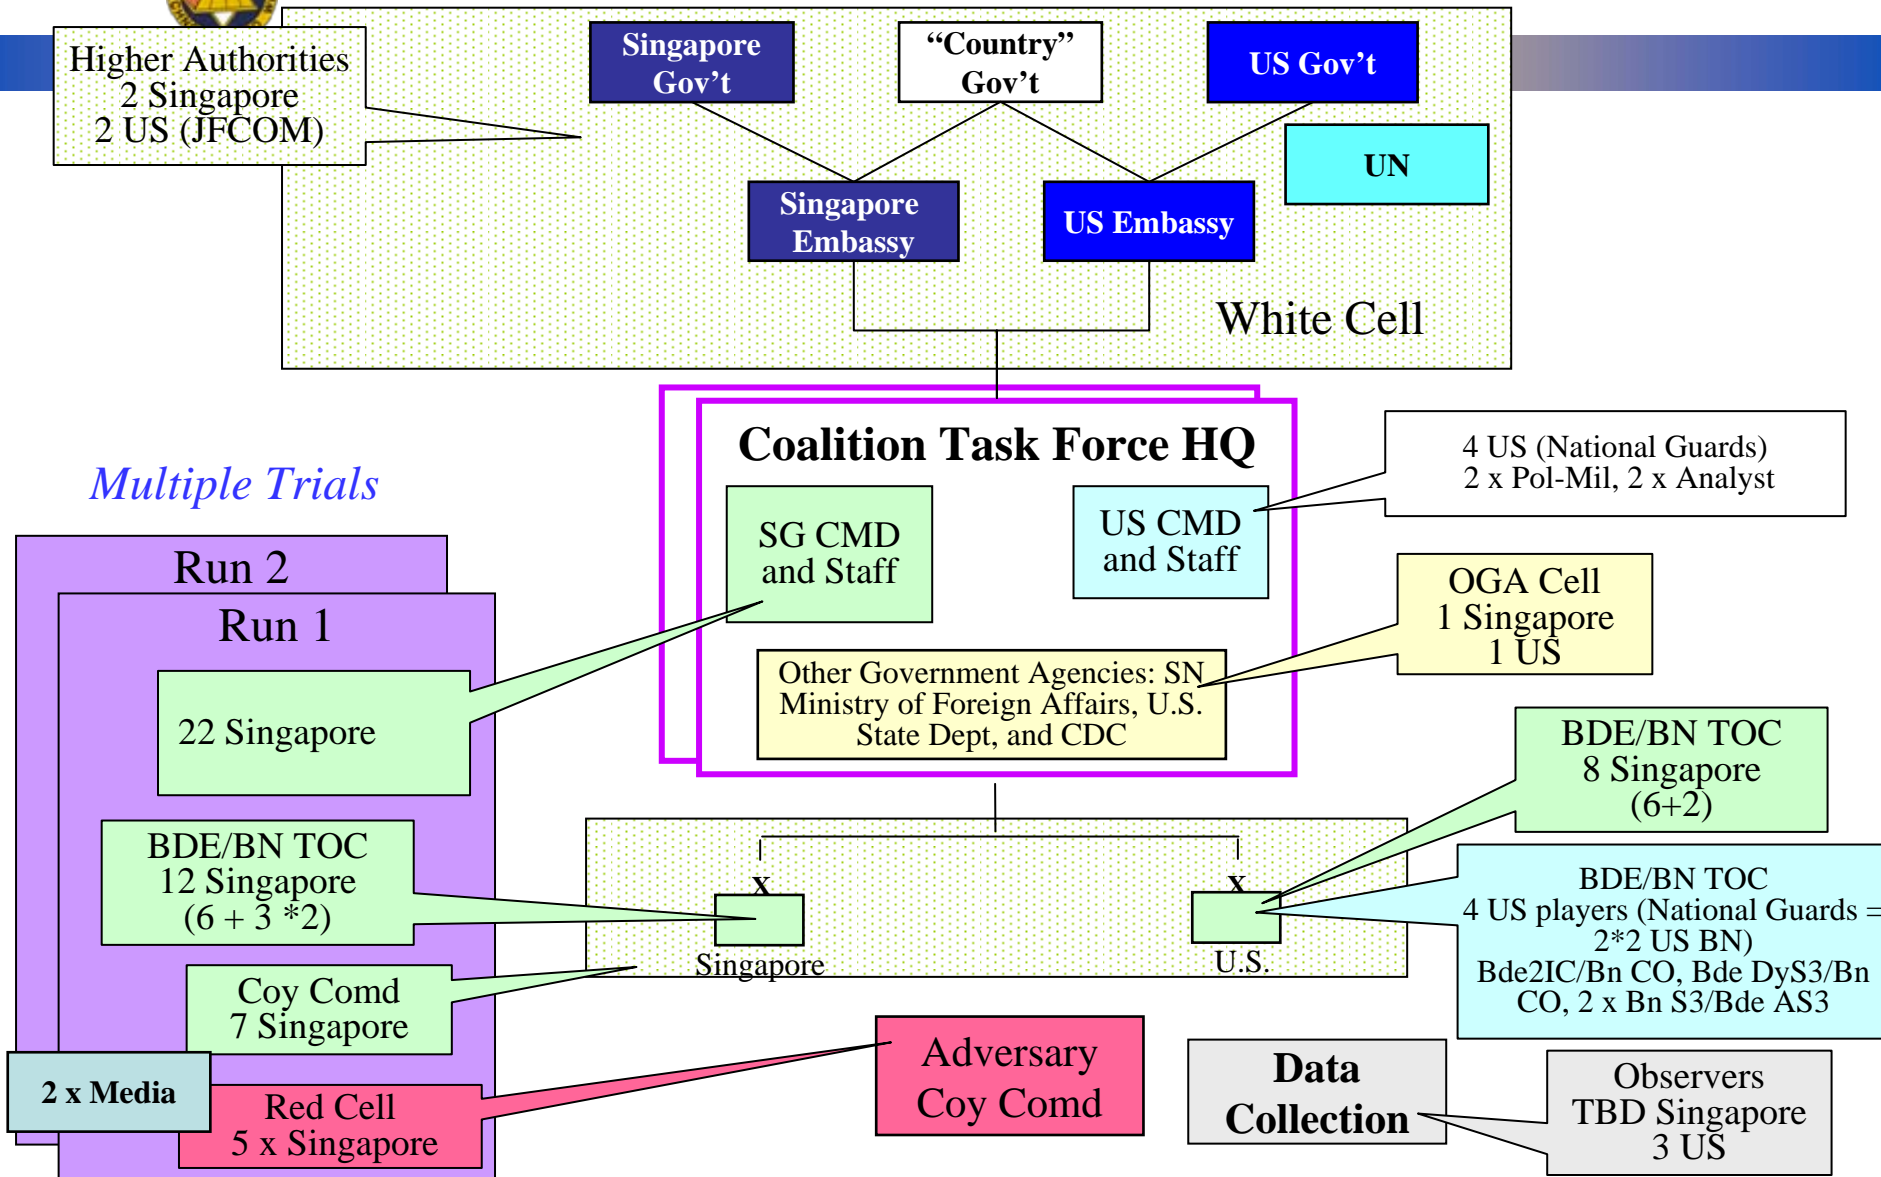 Higher Authorities
2 Singapore
2 US (JFCOM)
Singapore
Gov’t
“Country”
Gov’t
US Gov’t
UN
Singapore
Embassy
US Embassy
White Cell
Coalition Task Force HQ
SG CMD
and Staff
US CMD
and Staff
4 US (National Guards)
2 x Pol-Mil, 2 x Analyst
Multiple Trials
Run 2
Run 1
22 Singapore
OGA Cell
1 Singapore
1 US
Other Government Agencies: SN
Ministry of Foreign Affairs, U.S.
State Dept, and CDC
BDE/BN TOC
8 Singapore
(6+2)
BDE/BN TOC
12 Singapore
(6 + 3 *2)
x
Singapore
x
U.S.
BDE/BN TOC
4 US players (National Guards =
2*2 US BN)
Bde2IC/Bn CO, Bde DyS3/Bn
CO, 2 x Bn S3/Bde AS3
Coy Comd
7 Singapore
2 x Media
Red Cell
5 x Singapore
Adversary
Coy Comd
Data
Collection
Observers
TBD Singapore
3 US